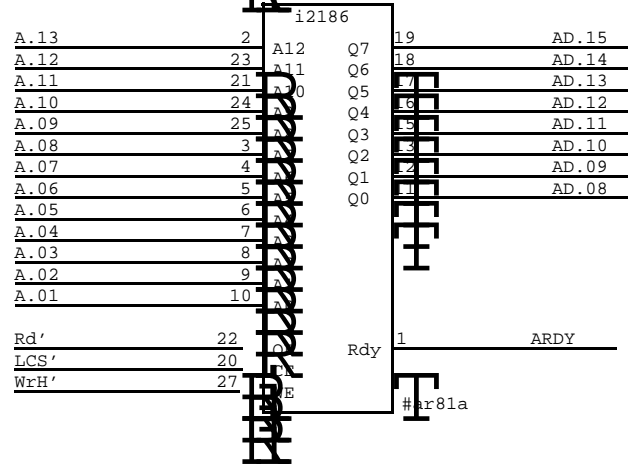 i2186
A.13 2 A12 Q7 19 AD.15
A.12 23 A11 Q6 18 AD.14
A.11 21 A10 Q5 17 AD.13
A.10 24 Q4 16 AD.12
A.09 25 Q3 15 AD.11
A.08 3 Q2 13 AD.10
A.07 4 Q1 12 AD.09
A.06 5 Q0 11 AD.08
A.05 6
A.04 7
A.03 8
A.02 9
A.01 10
Rd' 22 Rdy 1 ARDY
LCS' 20 CE
WrH' 27 WE
#ar81a